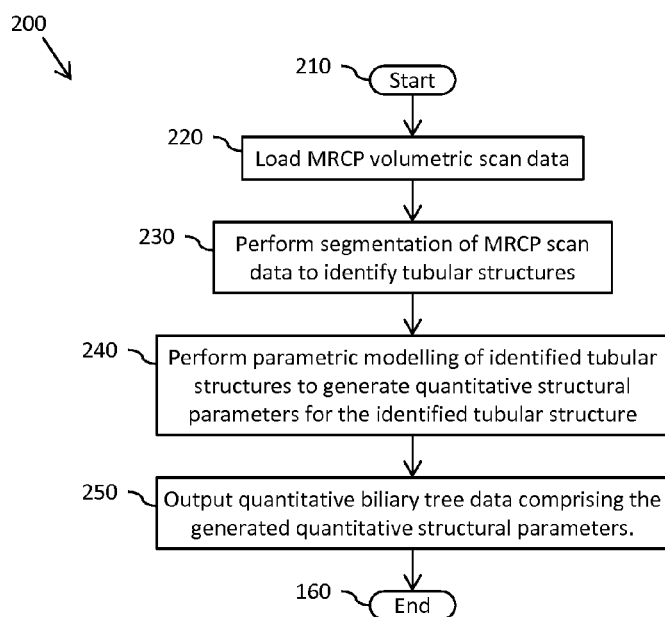 200
210
Start
220
Load MRCP volumetric scan data
230
Perform segmentation of MRCP scan
data to identify tubular structures
240
Perform parametric modelling of identified tubular
structures to generate quantitative structural
parameters for the identified tubular structure
250
Output quantitative biliary tree data comprising the
generated quantitative structural parameters.
160
End